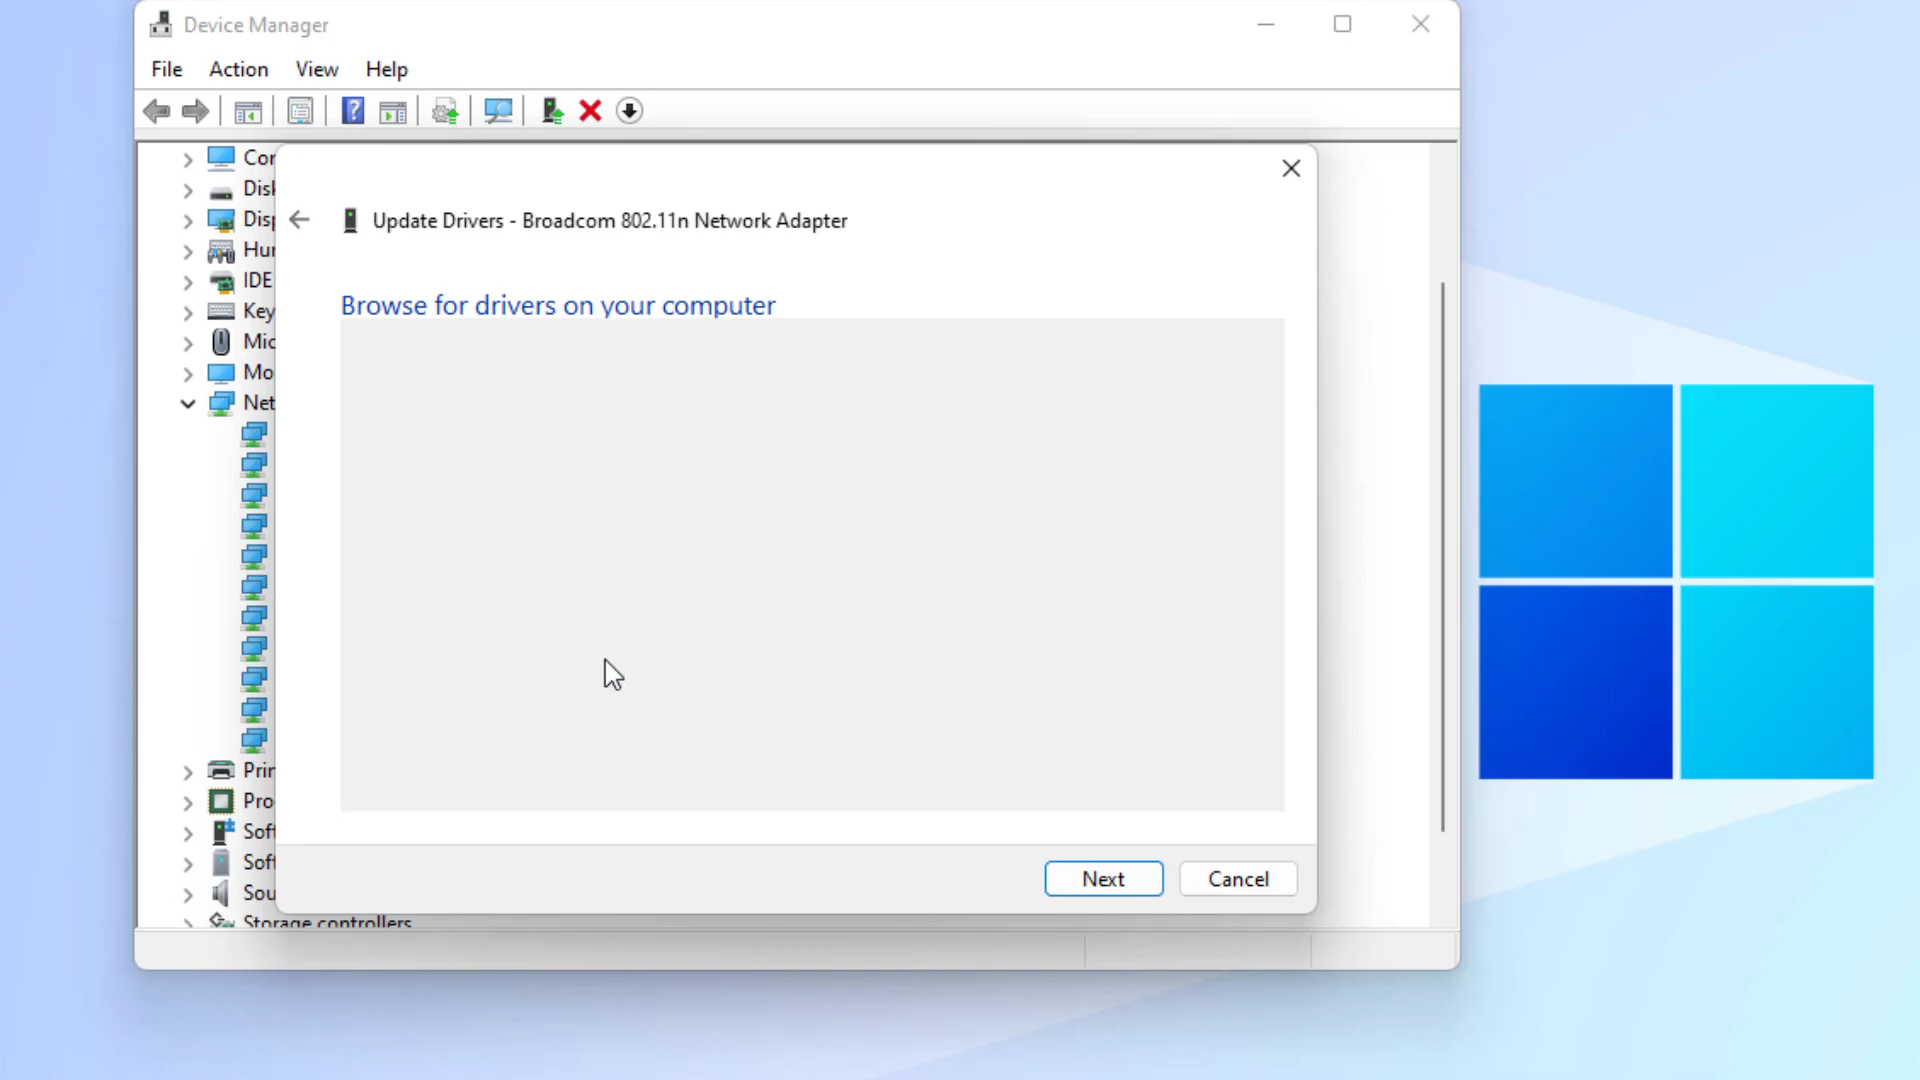 Device Manager
File Action View Help
Cor
Disk
Disp
Hur
IDE
Key
Mic
Mo
Net
Prir
Pro
Soft
Soft
Sou
Storage controllers
Update Drivers - Broadcom 802.11n Network Adapter
Browse for drivers on your computer
Next
Cancel